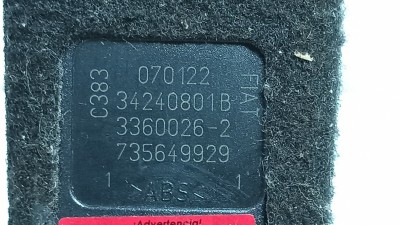 C383
070122
FIAT
34240801B
3360026-2
735649929
1 >ABS< 1
¡Advertencia!